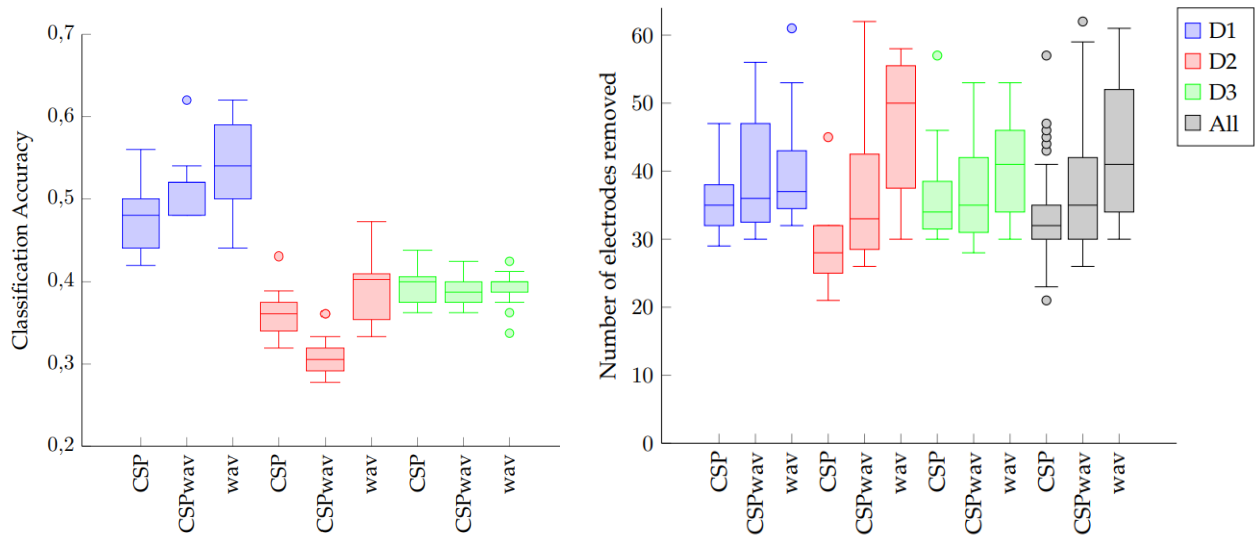 Classification Accuracy
0,7
0,6
0,5
0,4
0,3
0,2
CSP
CSPwav
wav
CSP
CSPwav
wav
CSP
CSPwav
wav
Number of electrodes removed
60
50
40
30
20
10
0
CSP
CSPwav
wav
CSP
CSPwav
wav
CSP
CSPwav
wav
CSP
CSPwav
wav
D1
D2
D3
All